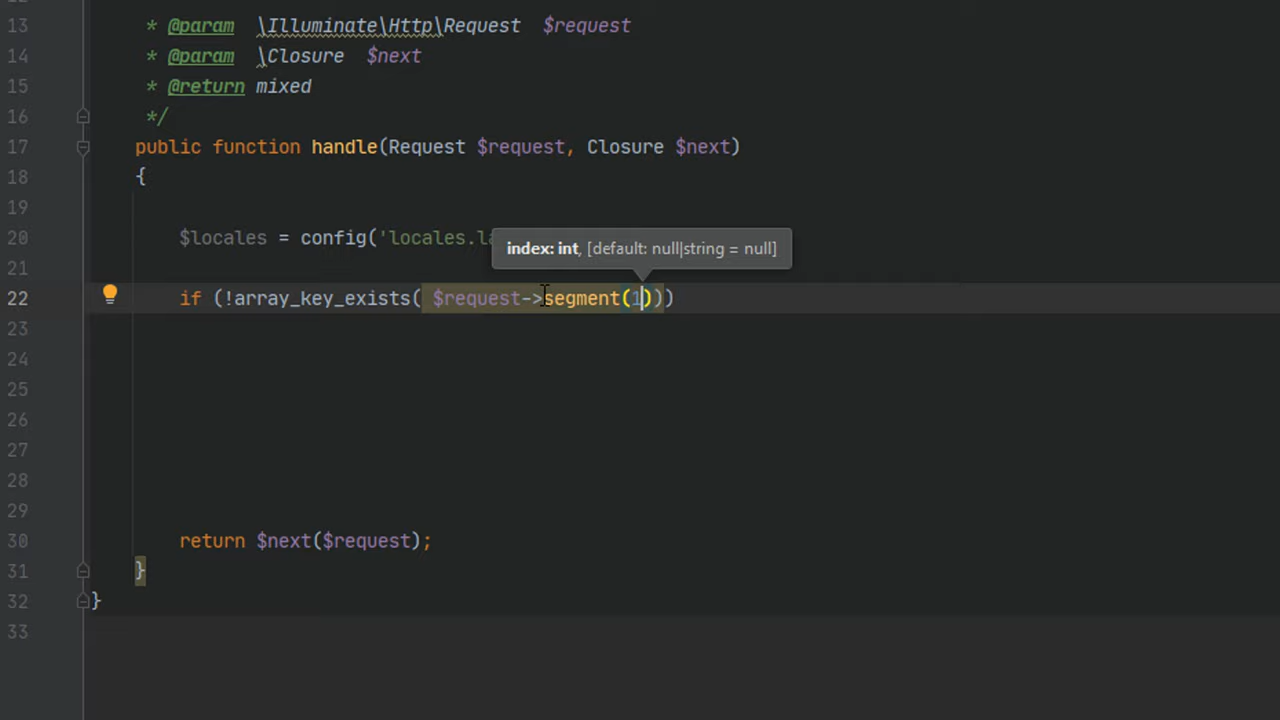 13 * @param \Illuminate\Http\Request $request
14 * @param \Closure $next
15 * @return mixed
16 */
17 public function handle(Request $request, Closure $next)
18 {
19
20 $locales = config('locales.la
index: int, [default: null|string = null]
21
22 if (!array_key_exists( $request->segment(1)))
23
24
25
26
27
28
29
30 return $next($request);
31 }
32 }
33